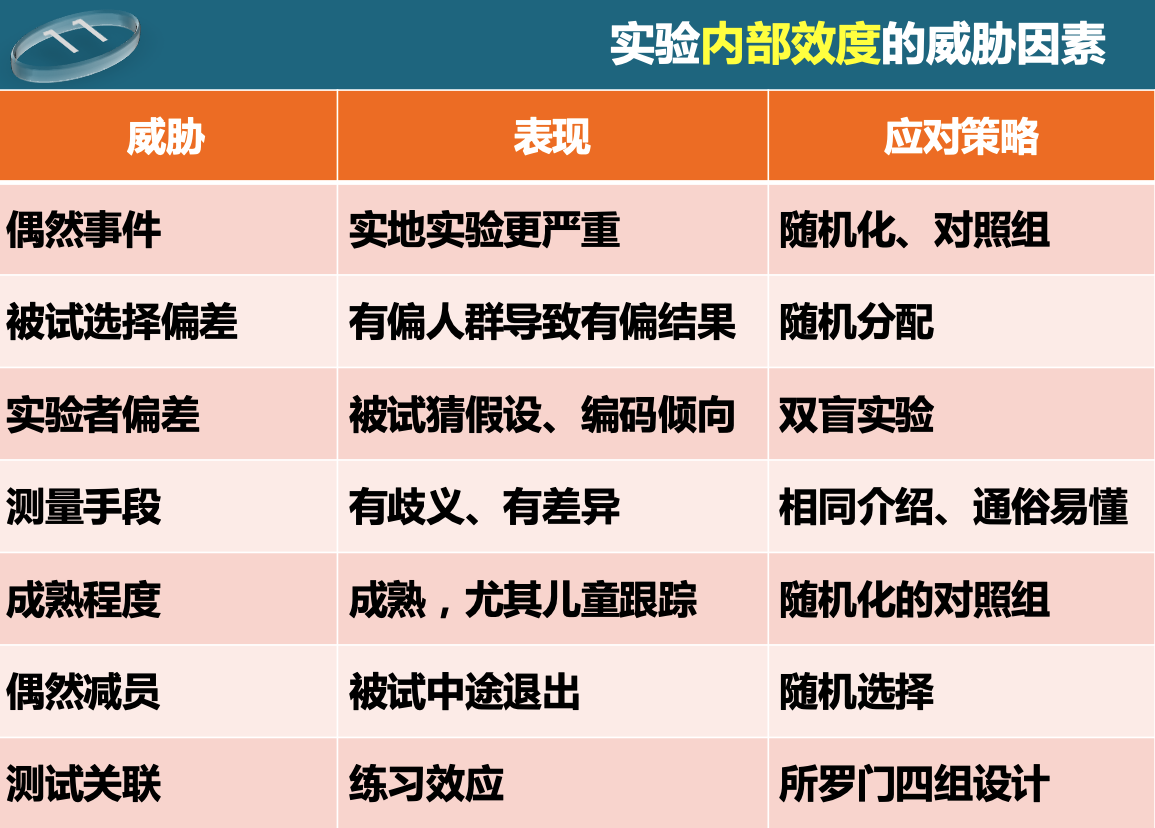 实验内部效度的威胁因素
威胁 表现 应对策略
偶然事件 实地实验更严重 随机化、对照组
被试选择偏差 有偏人群导致有偏结果 随机分配
实验者偏差 被试猜假设、编码倾向 双盲实验
测量手段 有歧义、有差异 相同介绍、通俗易懂
成熟程度 成熟，尤其儿童跟踪 随机化的对照组
偶然减员 被试中途退出 随机选择
测试关联 练习效应 所罗门四组设计